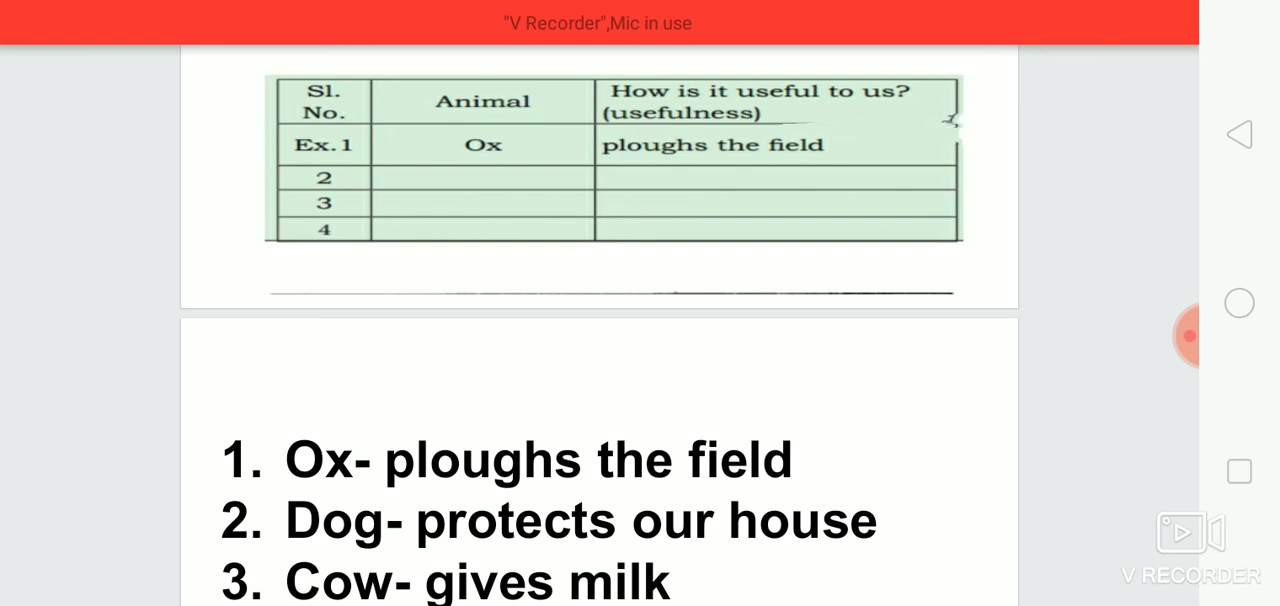 "V Recorder",Mic in use
Sl. No. Animal How is it useful to us? (usefulness)
Ex. 1 Ox ploughs the field
2
3
4
1. Ox- ploughs the field
2. Dog- protects our house
3. Cow- gives milk
V RECORDER